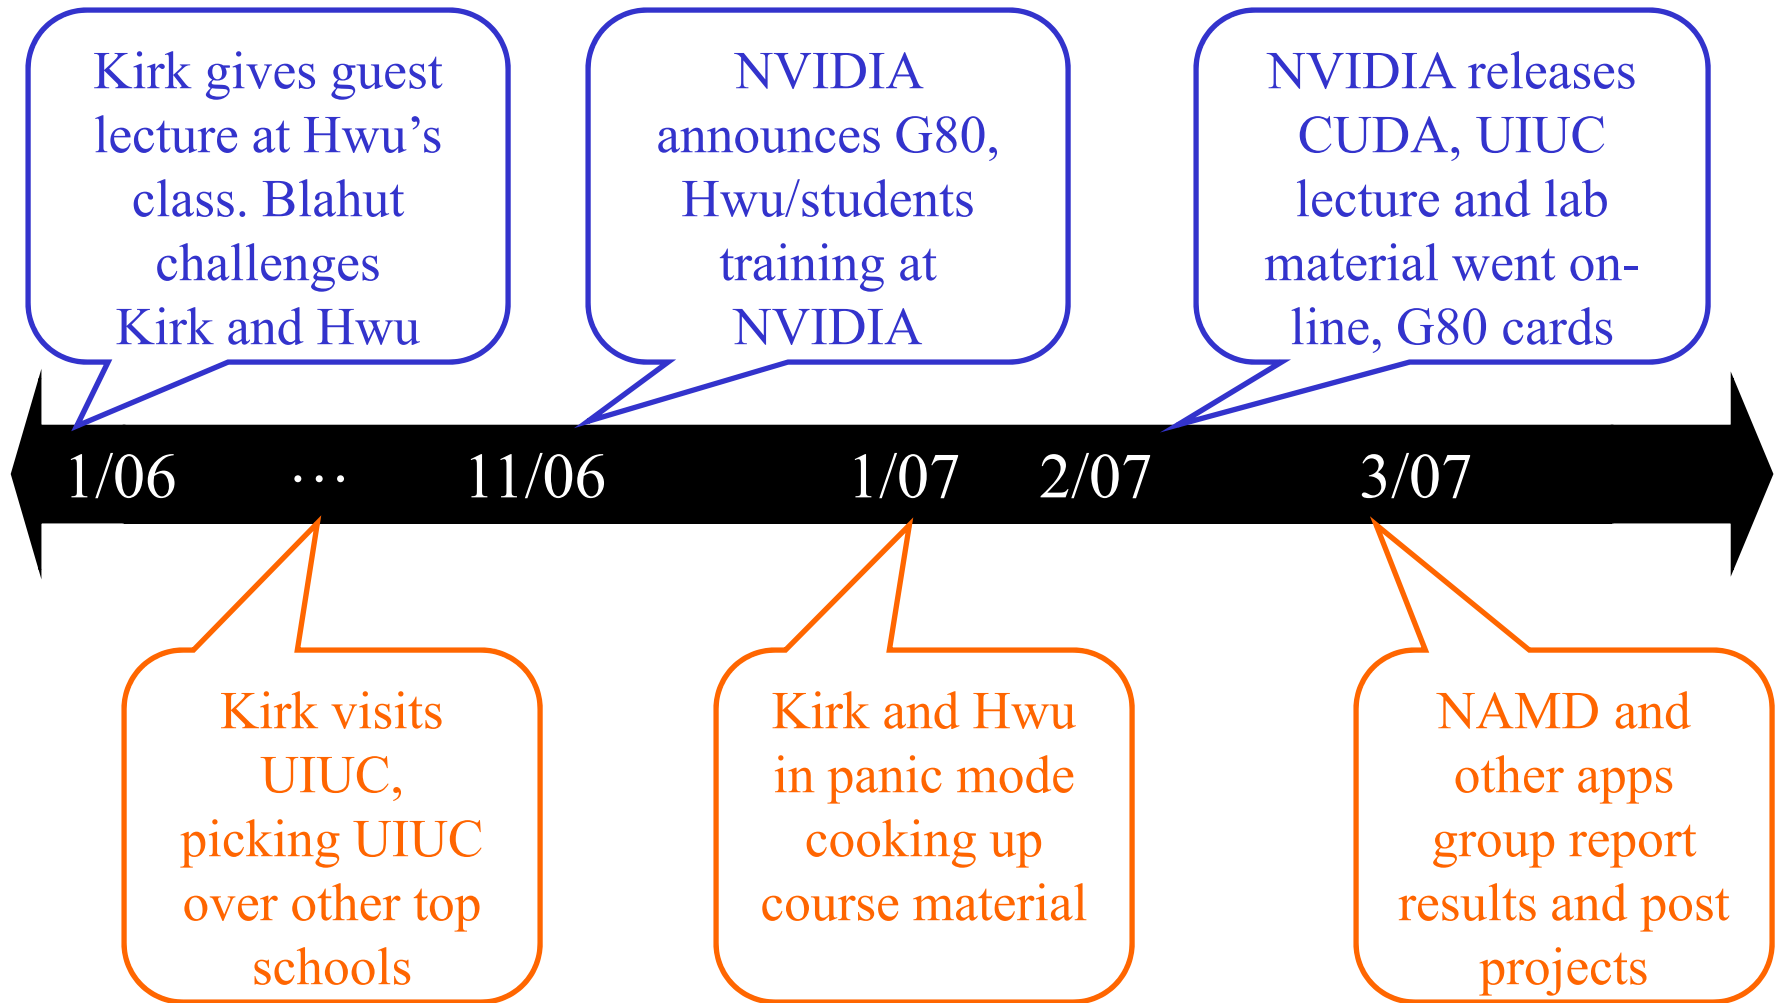 Kirk gives guest
lecture at Hwu’s
class. Blahut
challenges
Kirk and Hwu
NVIDIA
announces G80,
Hwu/students
training at
NVIDIA
NVIDIA releases
CUDA, UIUC
lecture and lab
material went on-
line, G80 cards
1/06 … 11/06 1/07 2/07 3/07
Kirk visits
UIUC,
picking UIUC
over other top
schools
Kirk and Hwu
in panic mode
cooking up
course material
NAMD and
other apps
group report
results and post
projects